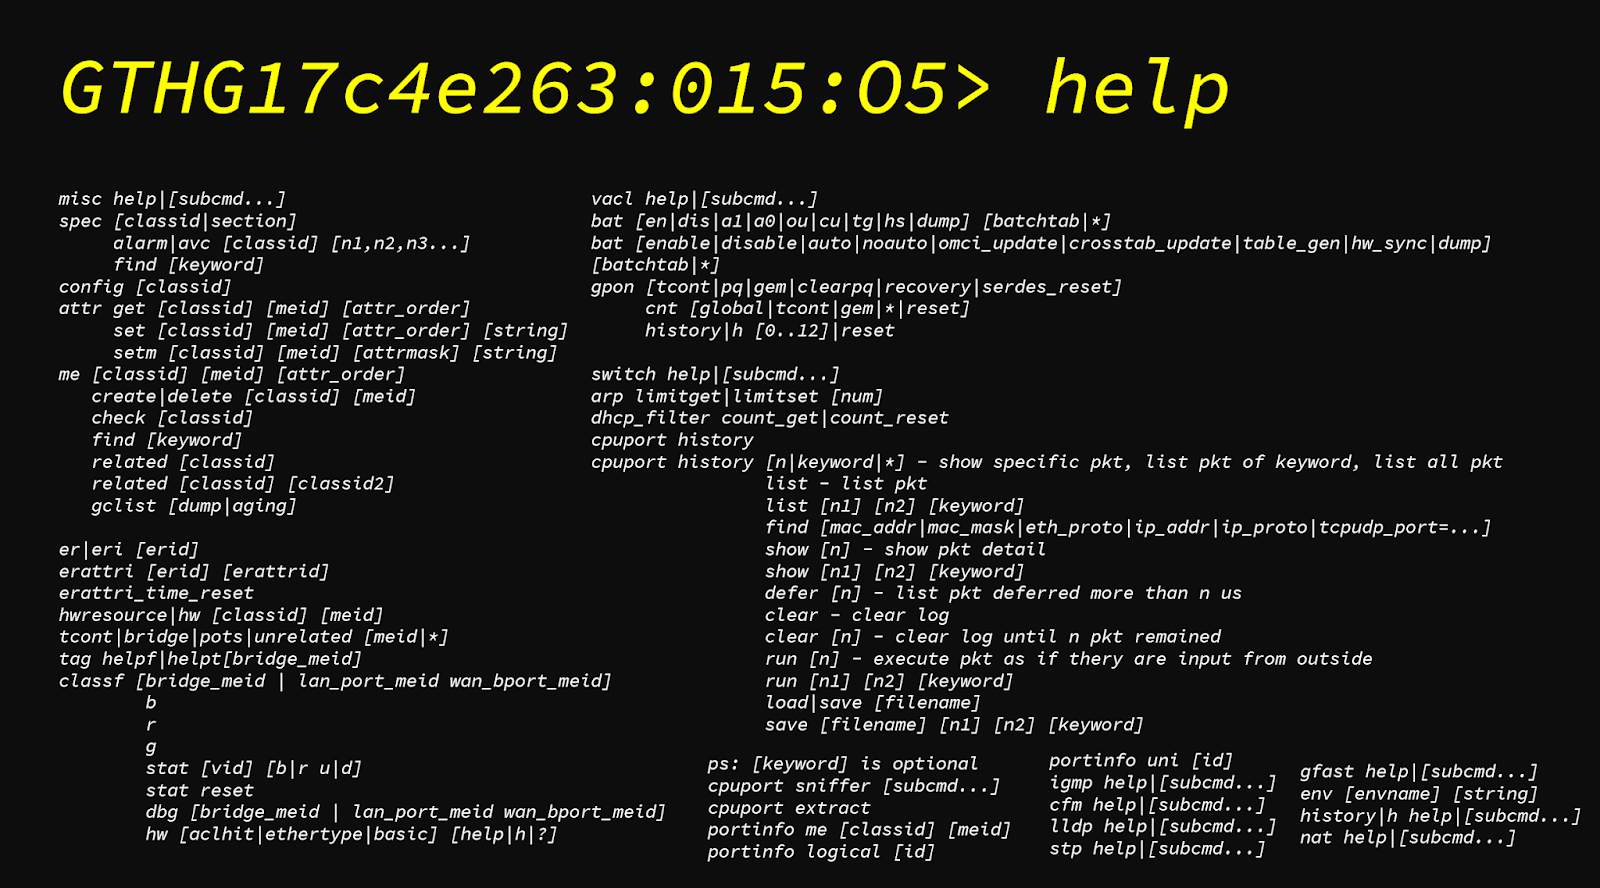 GTHG17c4e263:015:O5> help
misc help|[subcmd...]
spec [classid|section]
alarm|avc [classid] [n1,n2,n3...]
find [keyword]
config [classid]
attr get [classid] [meid] [attr_order]
set [classid] [meid] [attr_order] [string]
setm [classid] [meid] [attrmask] [string]
me [classid] [meid] [attr_order]
create|delete [classid] [meid]
check [classid]
find [keyword]
related [classid]
related [classid] [classid2]
gclist [dump|aging]
er|eri [erid]
erattri [erid] [erattrid]
erattri_time_reset
hwresource|hw [classid] [meid]
tcont|bridge|pots|unrelated [meid|*]
tag helpf|helpt[bridge_meid]
classf [bridge_meid | lan_port_meid wan_bport_meid]
b
r
g
stat [vid] [b|r u|d]
stat reset
dbg [bridge_meid | lan_port_meid wan_bport_meid]
hw [aclhit|ethertype|basic] [help|h|?]
vacl help|[subcmd...]
bat [en|dis|a1|a0|ou|cu|tg|hs|dump] [batchtab|*]
bat [enable|disable|auto|noauto|omci_update|crosstab_update|table_gen|hw_sync|dump]
[batchtab|*]
gpon [tcont|pq|gem|clearpq|recovery|serdes_reset]
cnt [global|tcont|gem|*|reset]
history|h [0..12]|reset
switch help|[subcmd...]
arp limitget|limitset [num]
dhcp_filter count_get|count_reset
cpuport history
cpuport history [n|keyword|*] – show specific pkt, list pkt of keyword, list all pkt
list – list pkt
list [n1] [n2] [keyword]
find [mac_addr|mac_mask|eth_proto|ip_addr|ip_proto|tcpudp_port=...]
show [n] – show pkt detail
show [n1] [n2] [keyword]
defer [n] – list pkt deferred more than n us
clear – clear log
clear [n] – clear log until n pkt remained
run [n] – execute pkt as if thery are input from outside
run [n1] [n2] [keyword]
load|save [filename]
save [filename] [n1] [n2] [keyword]
ps: [keyword] is optional
cpuport sniffer [subcmd...]
cpuport extract
portinfo me [classid] [meid]
portinfo logical [id]
portinfo uni [id]
igmp help|[subcmd...]
cfm help|[subcmd...]
lldp help|[subcmd...]
stp help|[subcmd...]
gfast help|[subcmd...]
env [envname] [string]
history|h help|[subcmd...]
nat help|[subcmd...]